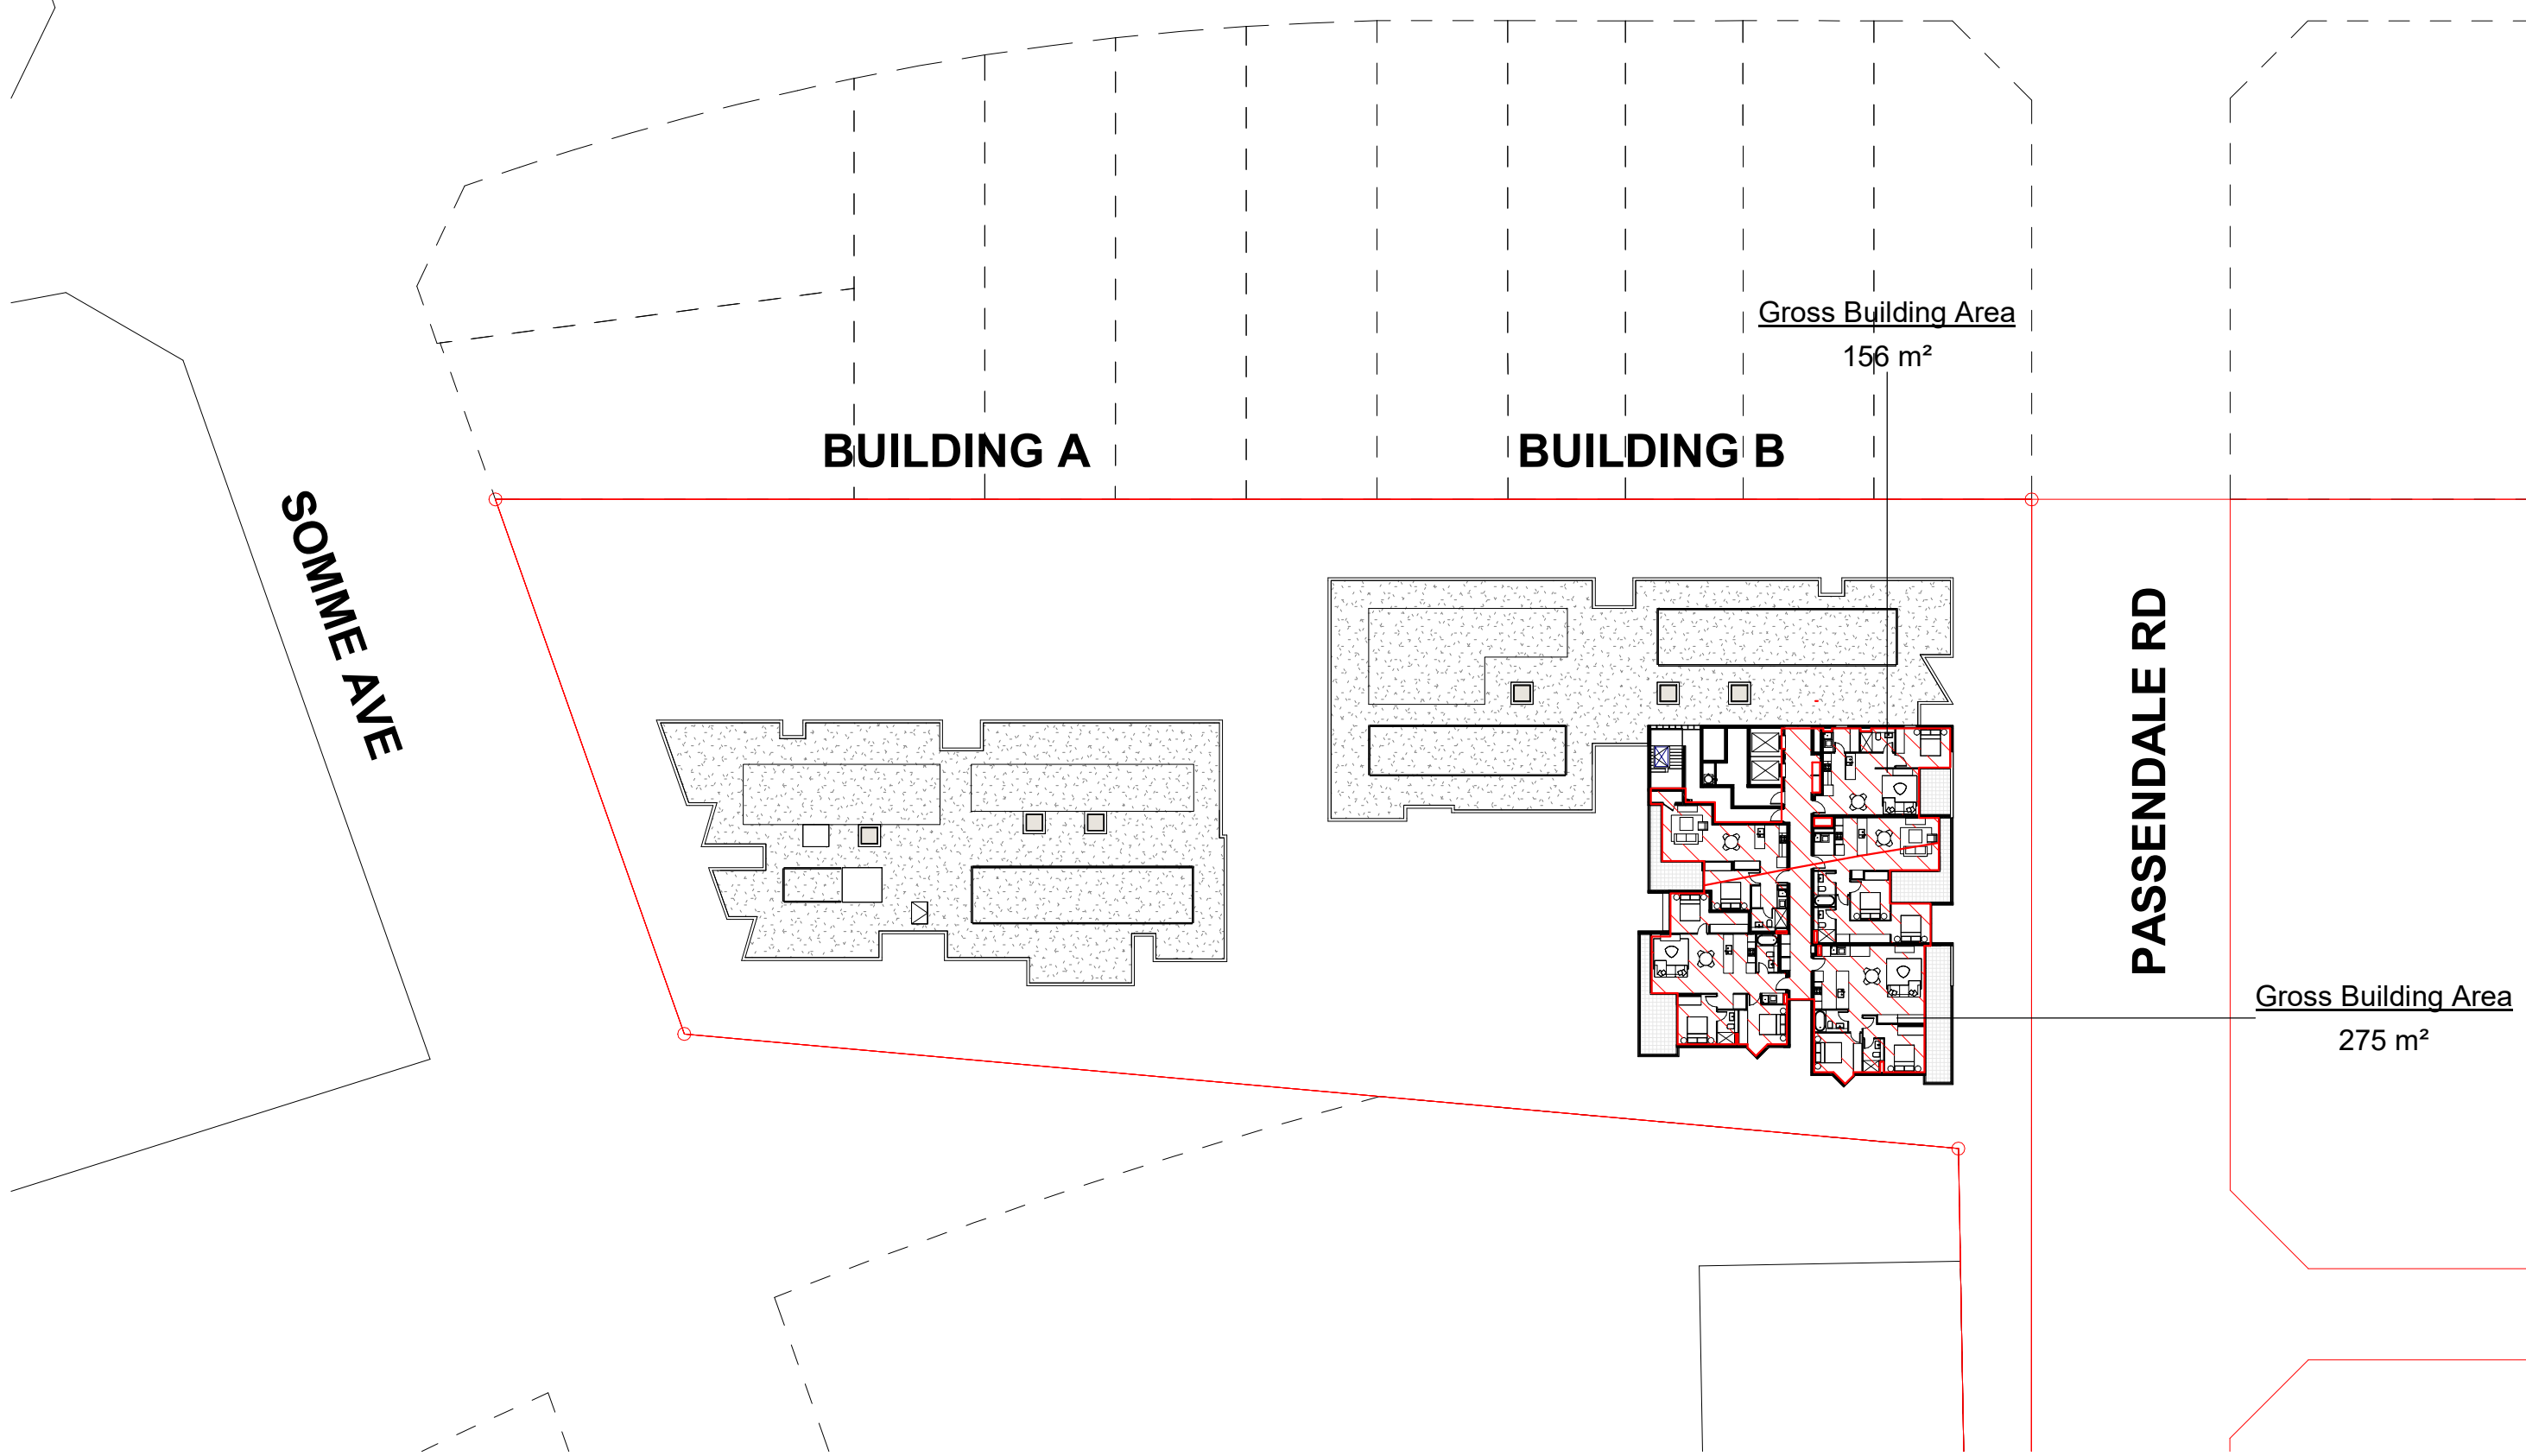 Gross Building Area
156 m²
BUILDING A
BUILDING B
SOMME AVE
PASSENDALE RD
Gross Building Area
275 m²